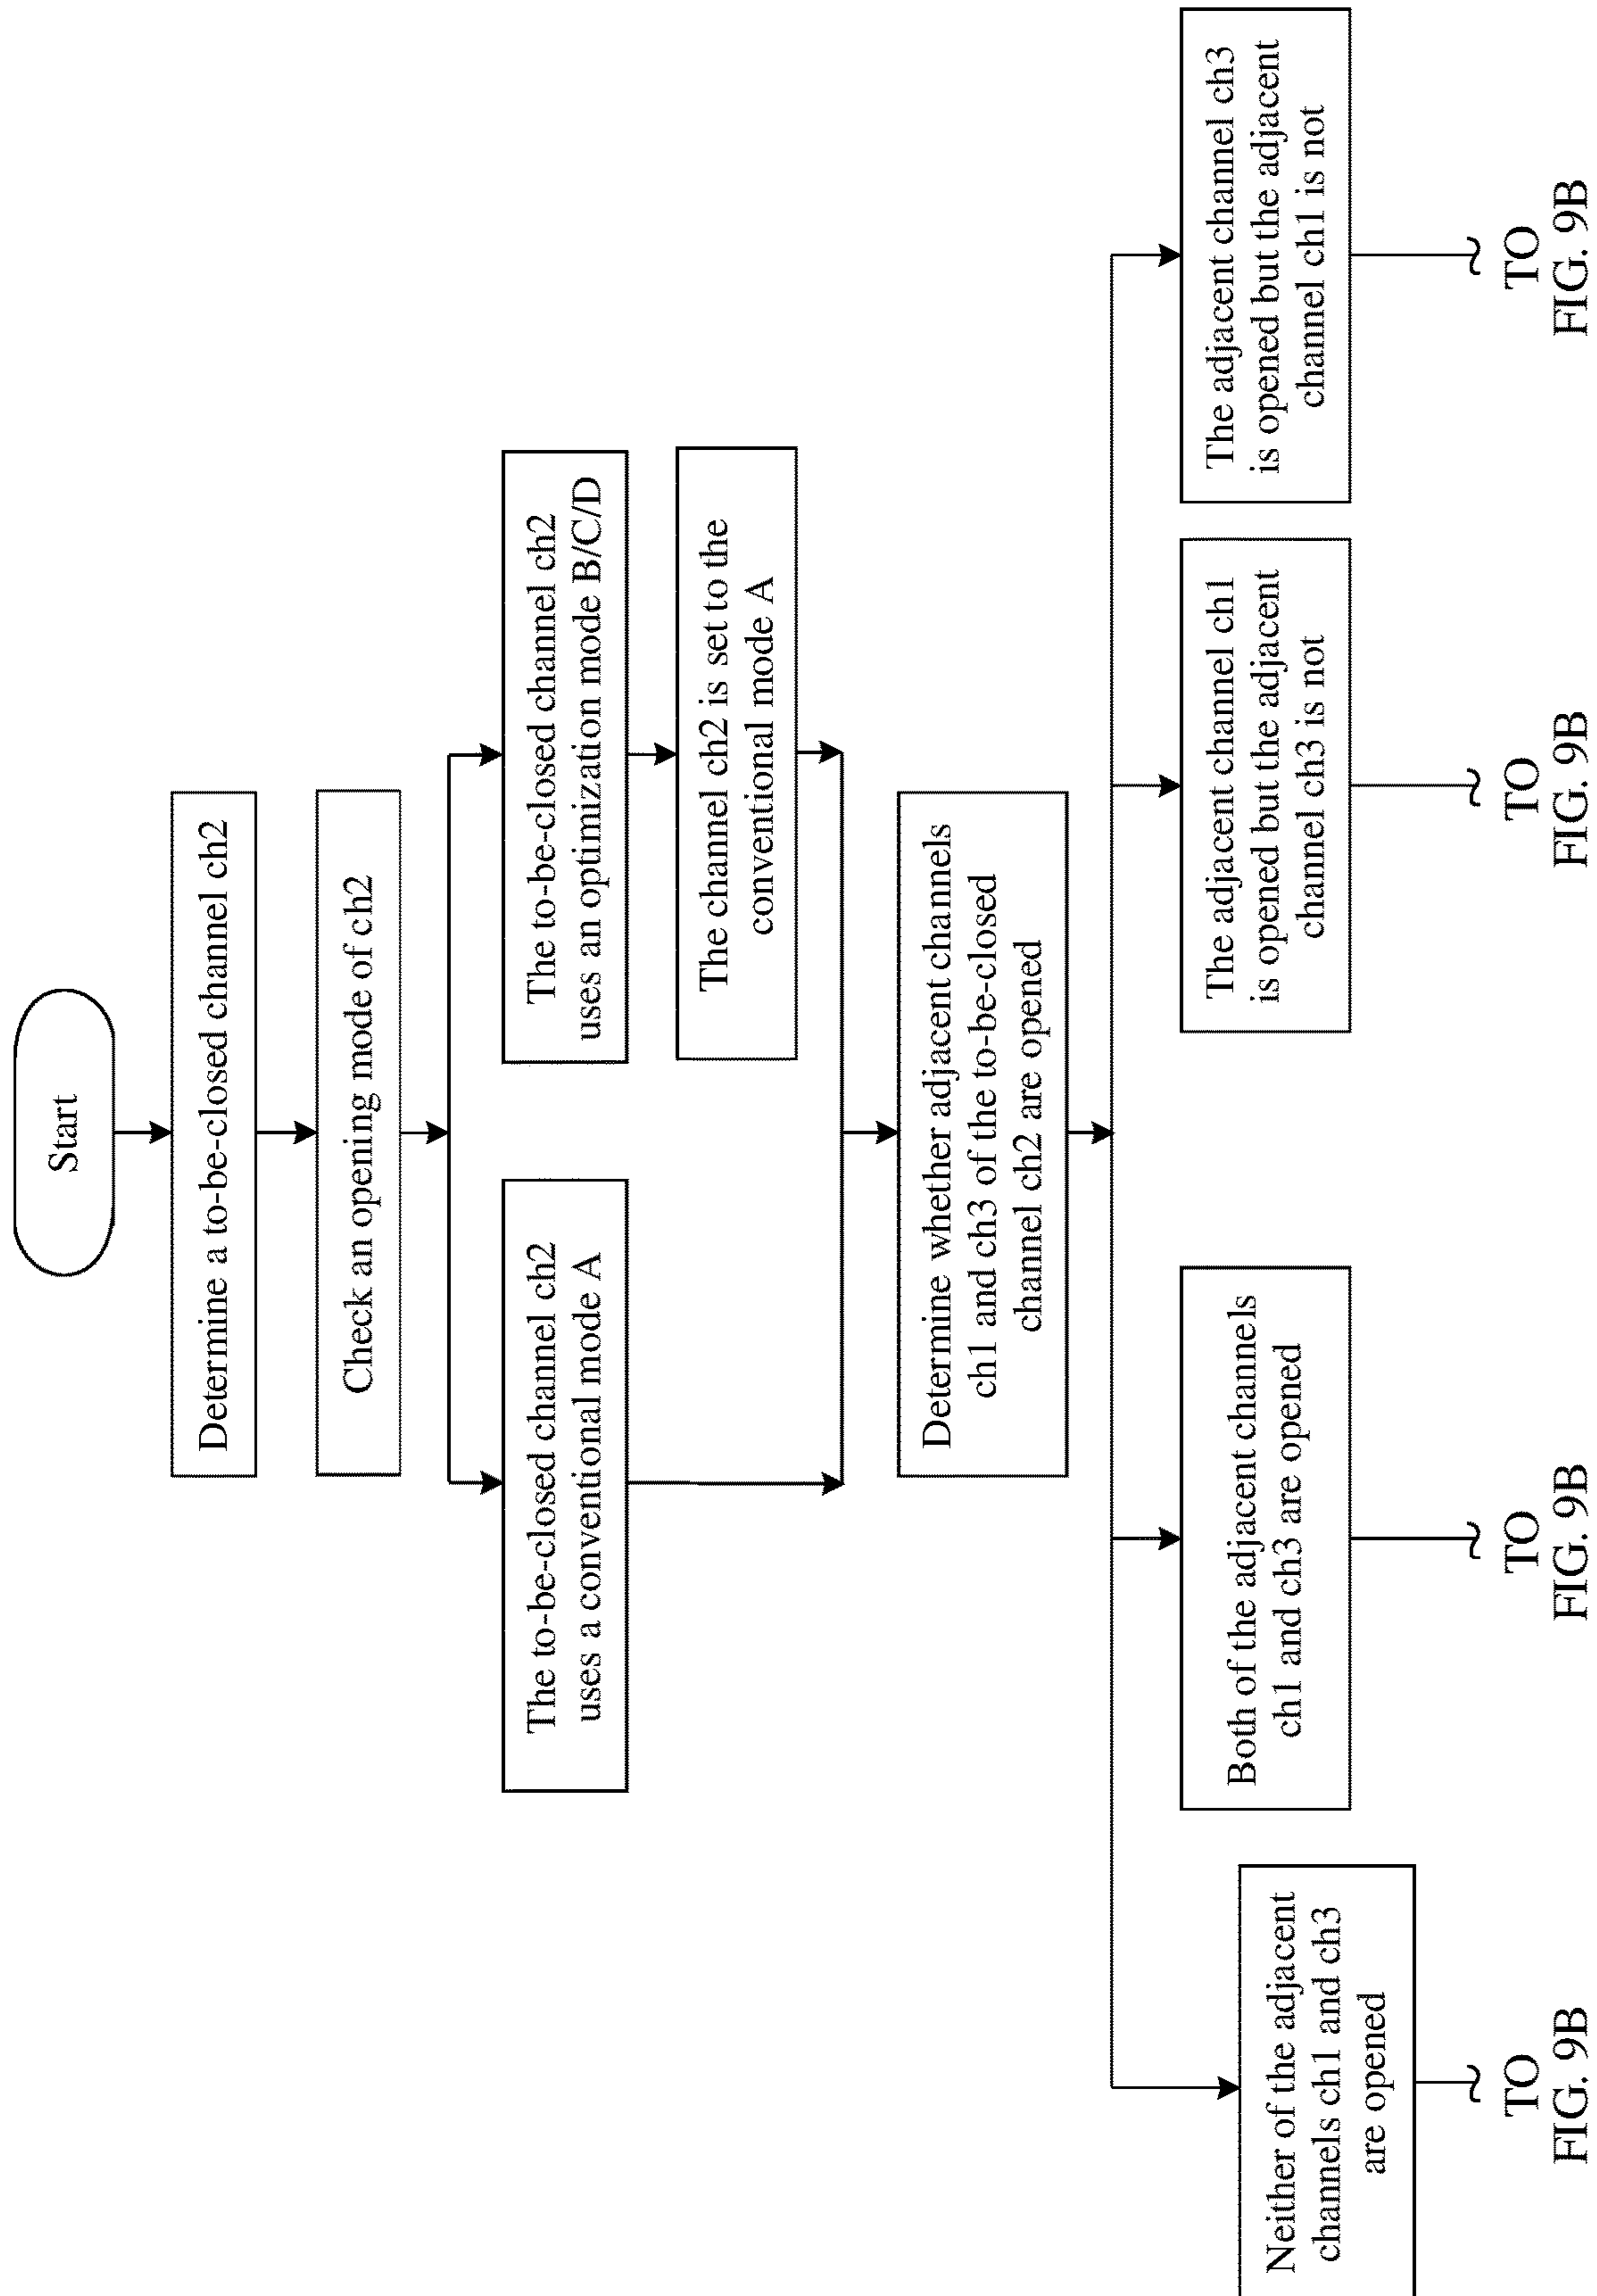 Start
Determine a to-be-closed channel ch2
Check an opening mode of ch2
The to-be-closed channel ch2
uses a conventional mode A
The to-be-closed channel ch2
uses an optimization mode B/C/D
The channel ch2 is set to the
conventional mode A
Determine whether adjacent channels
ch1 and ch3 of the to-be-closed
channel ch2 are opened
Neither of the adjacent
channels ch1 and ch3
are opened
Both of the adjacent channels
ch1 and ch3 are opened
The adjacent channel ch1
is opened but the adjacent
channel ch3 is not
The adjacent channel ch3
is opened but the adjacent
channel ch1 is not
TO
FIG. 9B
TO
FIG. 9B
TO
FIG. 9B
TO
FIG. 9B